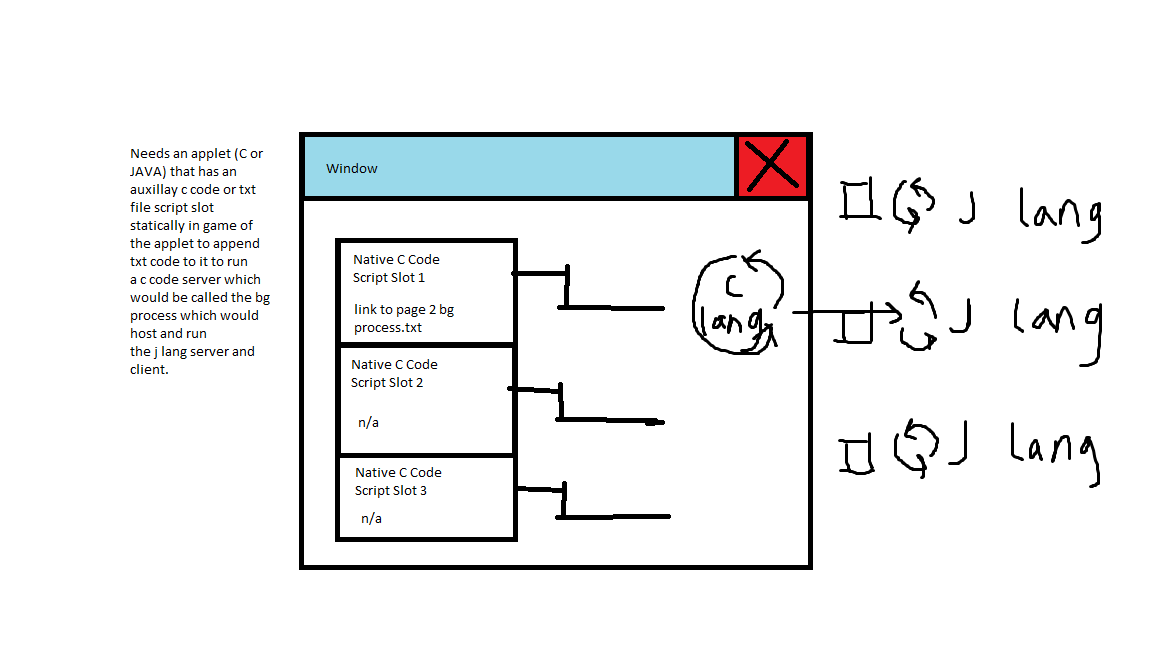 Needs an applet (C or
JAVA) that has an
auxillay c code or txt
file script slot
statically in game of
the applet to append
txt code to it to run
a c code server which
would be called the bg
process which would
host and run
the j lang server and
client.
Window
Native C Code
Script Slot 1
link to page 2 bg
process.txt
Native C Code
Script Slot 2
n/a
Native C Code
Script Slot 3
n/a
C
lang
J lang
J lang
J lang